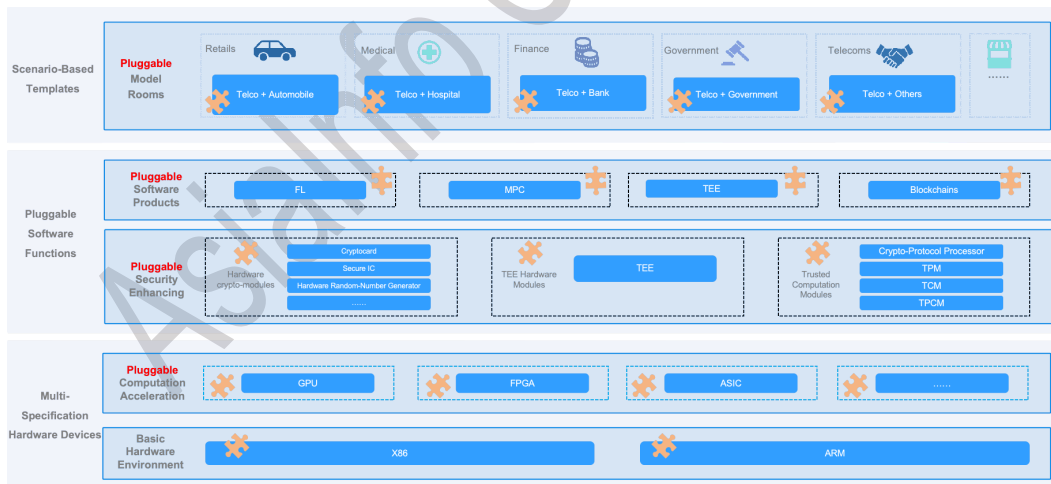 Scenario-Based
Templates
Pluggable
Model
Rooms
Retails
Telco + Automobile
Medical
Telco + Hospital
Finance
Telco + Bank
Government
Telco + Government
Telecoms
Telco + Others
......
Pluggable
Software
Functions
Pluggable
Software
Products
FL
MPC
TEE
Blockchains
Pluggable
Security
Enhancing
Hardware
crypto-modules
Cryptocard
Secure IC
Hardware Random-Number Generator
......
TEE Hardware
Modules
TEE
Trusted
Computation
Modules
Crypto-Protocol Processor
TPM
TCM
TPCM
Multi-
Specification
Hardware Devices
Pluggable
Computation
Acceleration
GPU
FPGA
ASIC
......
Basic
Hardware
Environment
X86
ARM
AsiaInfo